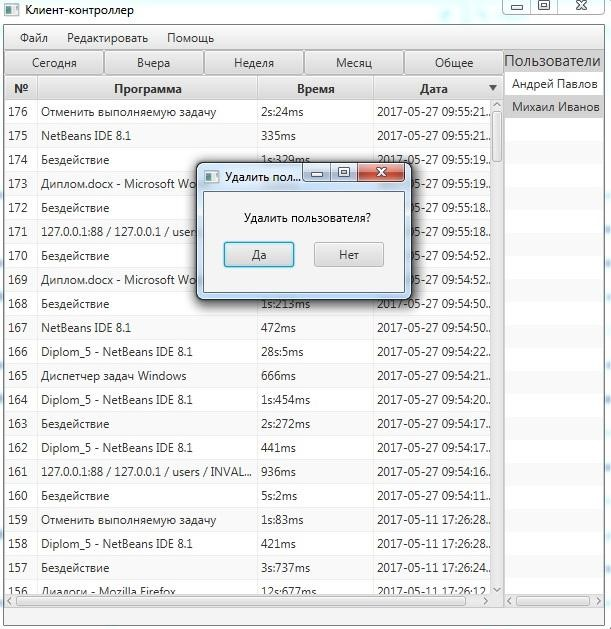 Клиент-контроллер
Файл Редактировать Помощь
Сегодня Вчера Неделя Месяц Общее
Пользователи
Андрей Павлов
Михаил Иванов
№ Программа Время Дата
176 Отменить выполняемую задачу 2s:24ms 2017-05-27 09:55:21...
175 NetBeans IDE 8.1 335ms 2017-05-27 09:55:21...
174 Бездействие 1s:329ms 2017-05-27 09:55:19...
173 Диплом.docx - Microsoft Wo 2017-05-27 09:55:19...
172 Бездействие 2017-05-27 09:55:18...
171 127.0.0.1:88 / 127.0.0.1 / users 2017-05-27 09:55:17...
170 Бездействие 2017-05-27 09:54:52...
169 Диплом.docx - Microsoft Wo 2017-05-27 09:54:52...
168 Бездействие 1s:213ms 2017-05-27 09:54:50...
167 NetBeans IDE 8.1 472ms 2017-05-27 09:54:50...
166 Diplom_5 - NetBeans IDE 8.1 28s:5ms 2017-05-27 09:54:22...
165 Диспетчер задач Windows 666ms 2017-05-27 09:54:21...
164 Diplom_5 - NetBeans IDE 8.1 1s:454ms 2017-05-27 09:54:20...
163 Бездействие 2s:272ms 2017-05-27 09:54:17...
162 Diplom_5 - NetBeans IDE 8.1 441ms 2017-05-27 09:54:17...
161 127.0.0.1:88 / 127.0.0.1 / users / INVAL... 936ms 2017-05-27 09:54:16...
160 Бездействие 5s:2ms 2017-05-27 09:54:11...
159 Отменить выполняемую задачу 1s:83ms 2017-05-11 17:26:28...
158 Diplom_5 - NetBeans IDE 8.1 421ms 2017-05-11 17:26:28...
157 Бездействие 3s:737ms 2017-05-11 17:26:24...
156 Диалоги - Mozilla Firefox 12s:677ms 2017-05-11 17:26:12...
Удалить пол...
Удалить пользователя?
Да Нет